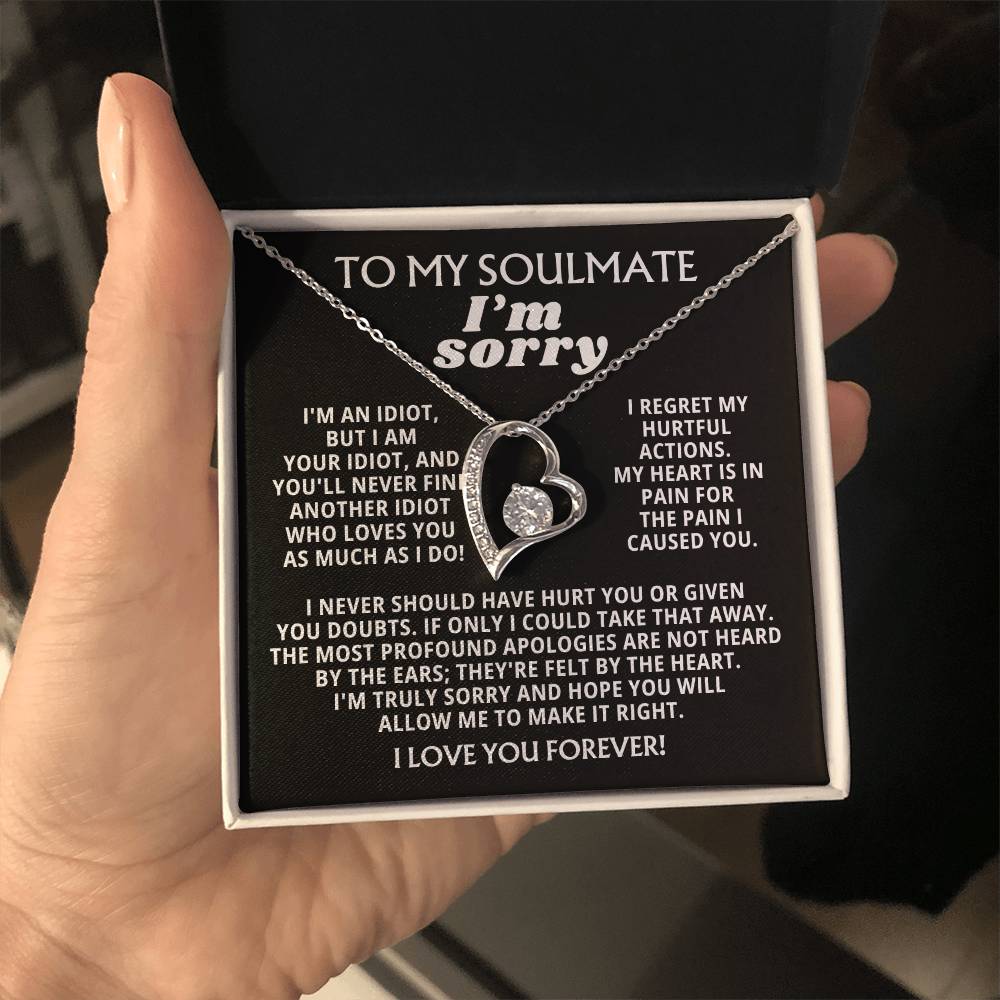 TO MY SOULMATE
I'm
sorry
I'M AN IDIOT,
BUT I AM
YOUR IDIOT, AND
YOU'LL NEVER FIN
ANOTHER IDIOT
WHO LOVES YOU
AS MUCH AS I DO!
I REGRET MY
HURTFUL
ACTIONS.
MY HEART IS IN
PAIN FOR
THE PAIN I
CAUSED YOU.
I NEVER SHOULD HAVE HURT YOU OR GIVEN
YOU DOUBTS. IF ONLY I COULD TAKE THAT AWAY.
THE MOST PROFOUND APOLOGIES ARE NOT HEARD
BY THE EARS; THEY'RE FELT BY THE HEART.
I'M TRULY SORRY AND HOPE YOU WILL
ALLOW ME TO MAKE IT RIGHT.
I LOVE YOU FOREVER!